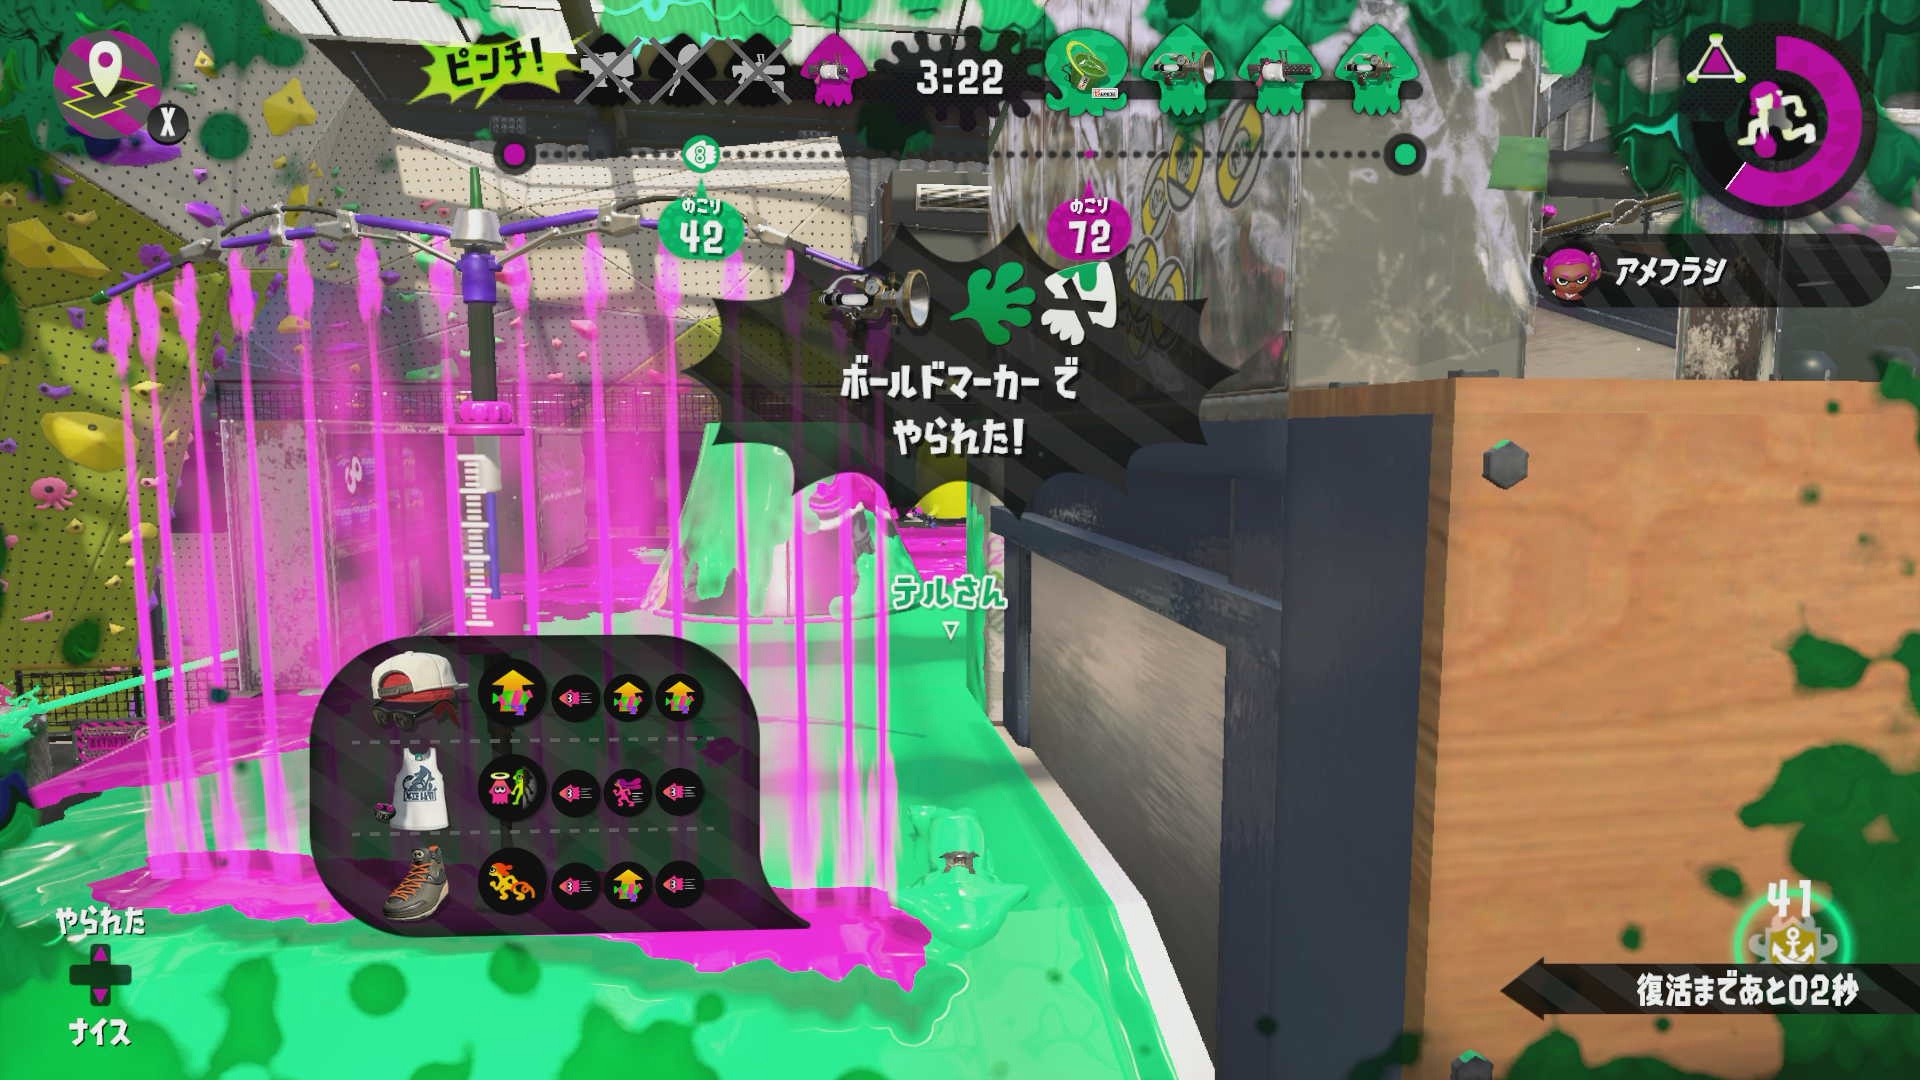 ピンチ!
3:22
X
8
のこり
42
のこり
72
アメフラシ
ボールドマーカー で
やられた!
テルさん
やられた
ナイス
41
復活まであと02秒